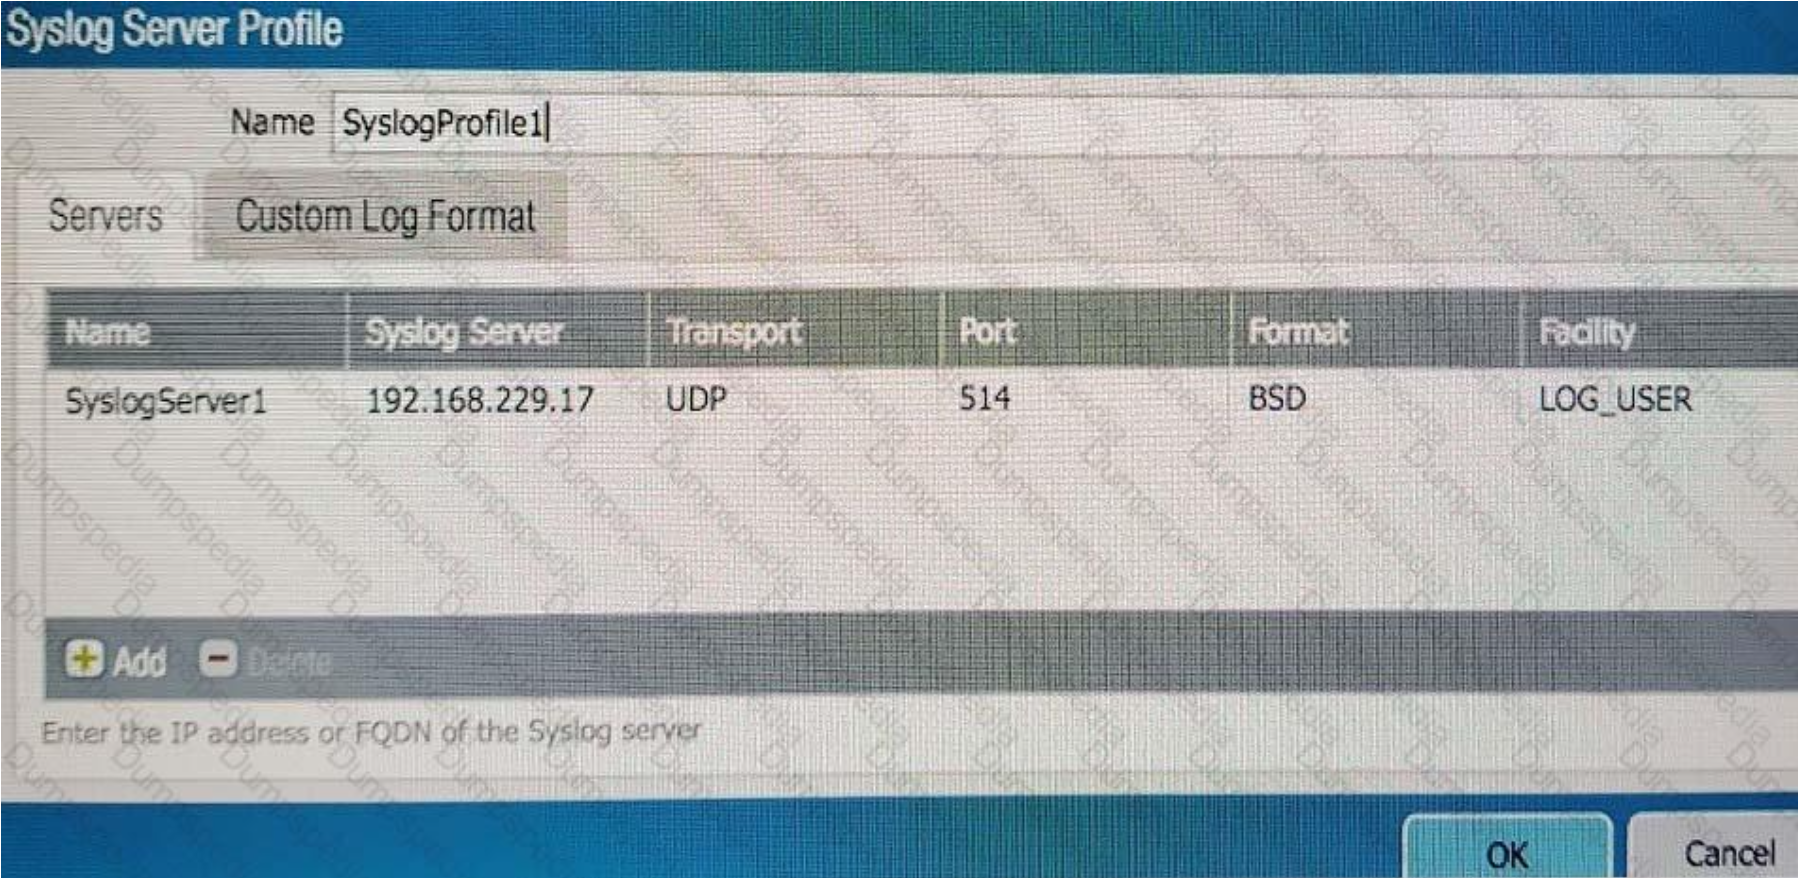 Syslog Server Profile
Name SyslogProfile1
Servers Custom Log Format
Name Syslog Server Transport Port Format Facility
SyslogServer1 192.168.229.17 UDP 514 BSD LOG_USER
Add Delete
Enter the IP address or FQDN of the Syslog server
OK Cancel
Dumpspedia